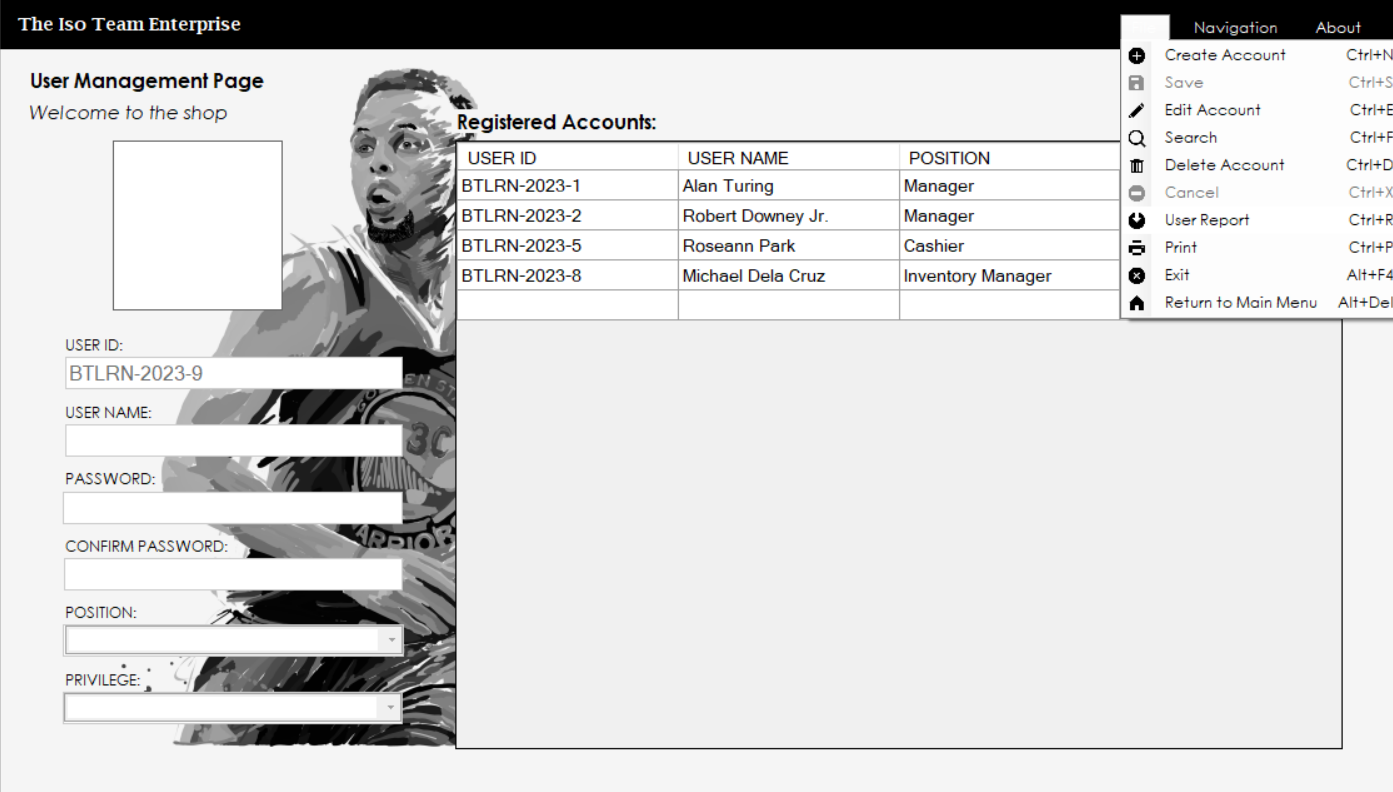 The Iso Team Enterprise
Navigation About
User Management Page
Welcome to the shop
Create Account Ctrl+N
Save Ctrl+S
Edit Account Ctrl+E
Search Ctrl+F
Delete Account Ctrl+D
Cancel Ctrl+X
User Report Ctrl+R
Print Ctrl+P
Exit Alt+F4
Return to Main Menu Alt+Del
Registered Accounts:
USER ID USER NAME POSITION
BTLRN-2023-1 Alan Turing Manager
BTLRN-2023-2 Robert Downey Jr. Manager
BTLRN-2023-5 Roseann Park Cashier
BTLRN-2023-8 Michael Dela Cruz Inventory Manager
USER ID:
BTLRN-2023-9
USER NAME:
PASSWORD:
CONFIRM PASSWORD:
POSITION:
PRIVILEGE:
EN STA
3C
ARRIOR